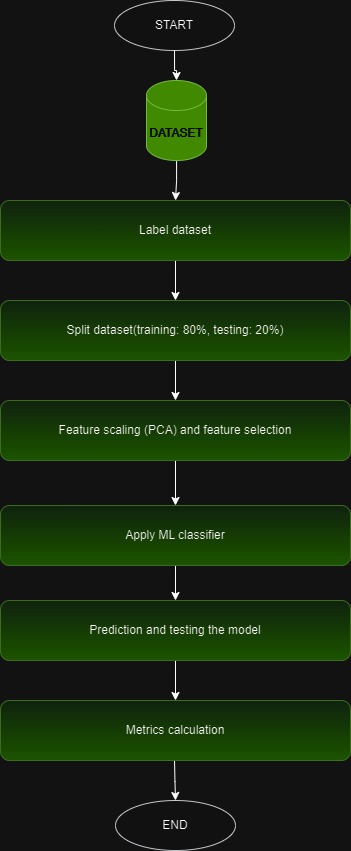 START
DATASET
Label dataset
Split dataset(training: 80%, testing: 20%)
Feature scaling (PCA) and feature selection
Apply ML classifier
Prediction and testing the model
Metrics calculation
END